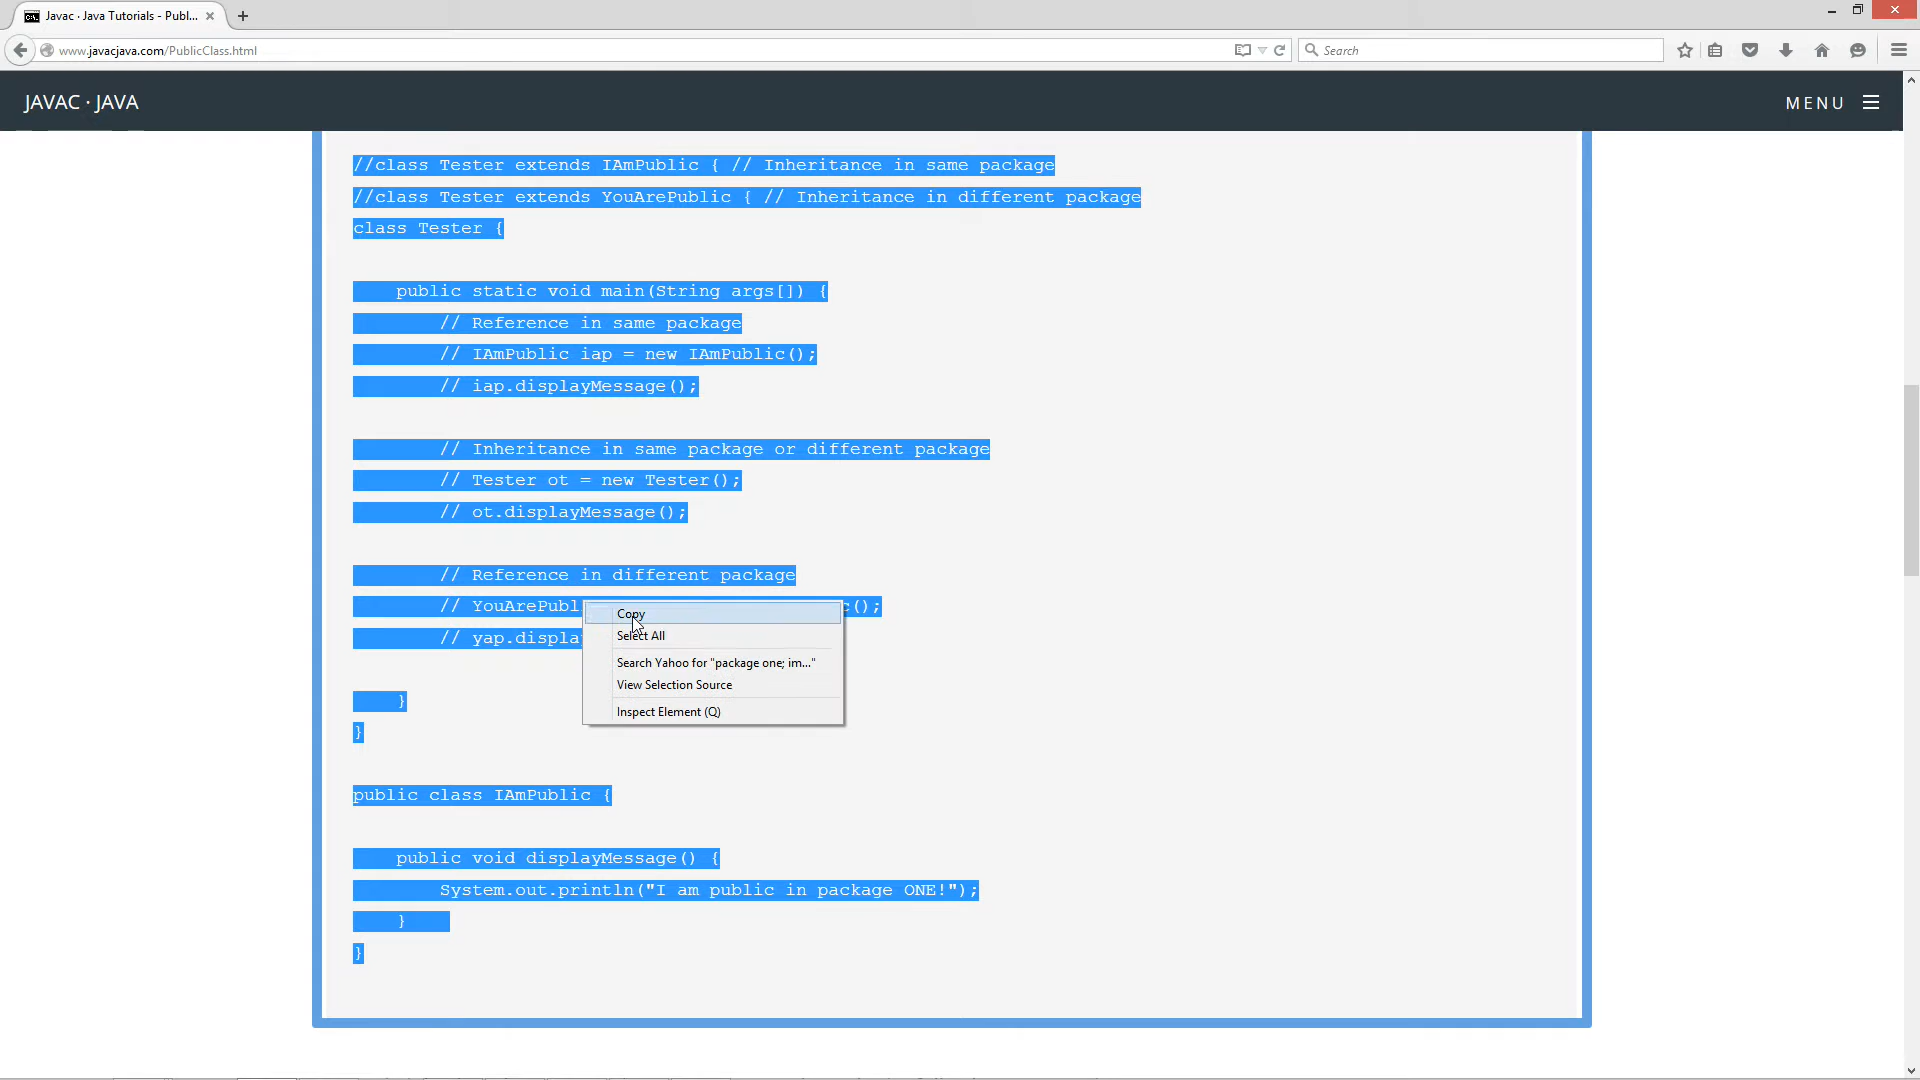 Javac · Java Tutorials - Publ...
www.javacjava.com/PublicClass.html
Search
JAVAC · JAVA
MENU
//class Tester extends IAmPublic { // Inheritance in same package
//class Tester extends YouArePublic { // Inheritance in different package
class Tester {
public static void main(String args[]) {
// Reference in same package
// IAmPublic iap = new IAmPublic();
// iap.displayMessage();
// Inheritance in same package or different package
// Tester ot = new Tester();
// ot.displayMessage();
// Reference in different package
// YouArePubl c();
// yap.displa
Copy
Select All
Search Yahoo for "package one; im..."
View Selection Source
Inspect Element (Q)
}
}
public class IAmPublic {
public void displayMessage() {
System.out.println("I am public in package ONE!");
}
}